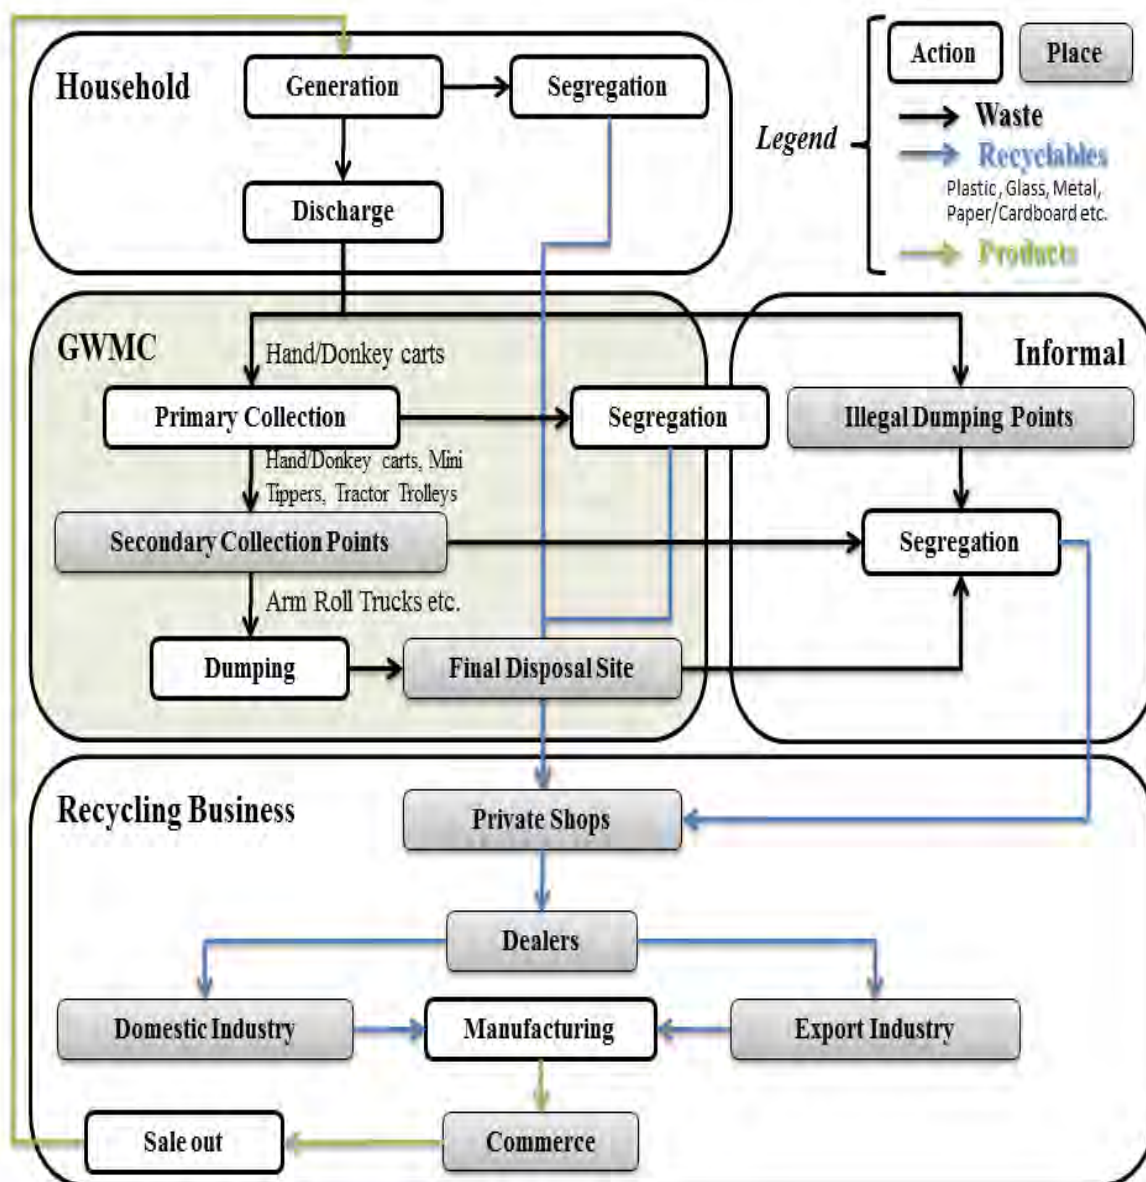 Household
Generation
Segregation
Discharge
Legend
Action
Place
Waste
Recyclables
Plastic, Glass, Metal,
Paper/Cardboard etc.
Products
GWMC
Hand/Donkey carts
Primary Collection
Segregation
Hand/Donkey carts, Mini
Tippers, Tractor Trolleys
Secondary Collection Points
Arm Roll Trucks etc.
Dumping
Final Disposal Site
Informal
Illegal Dumping Points
Segregation
Recycling Business
Private Shops
Dealers
Domestic Industry
Manufacturing
Export Industry
Sale out
Commerce